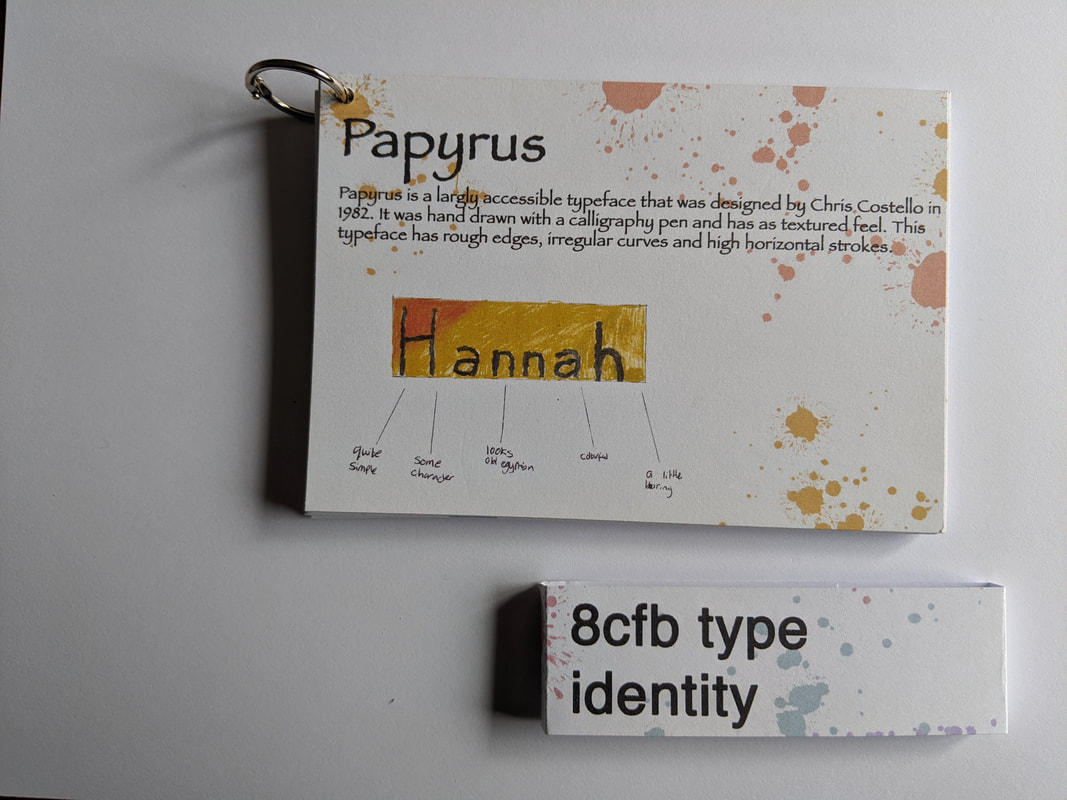 Papyrus
Papyrus is a largly accessible typeface that was designed by Chris Costello in
1982. It was hand drawn with a calligraphy pen and has as textured feel. This
typeface has rough edges, irregular curves and high horizontal strokes.
Hannah
quite
simple
Some
character
looks
old egyption
colourful
a little
boring
8cfb type
identity